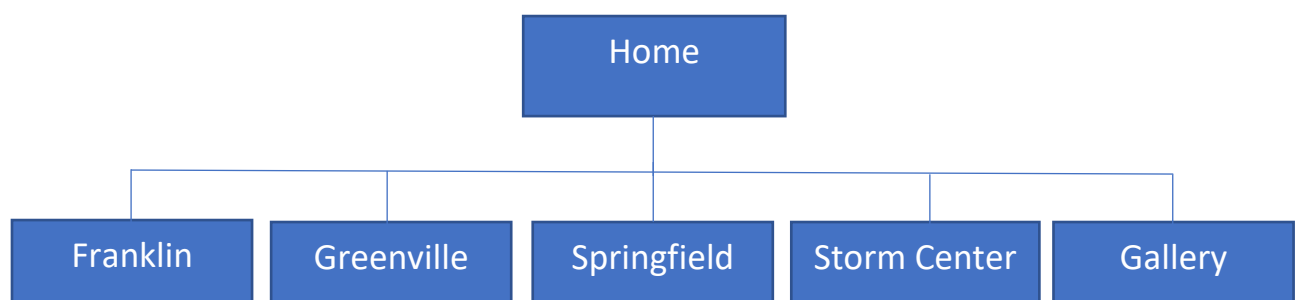 Home
Franklin
Greenville
Springfield
Storm Center
Gallery